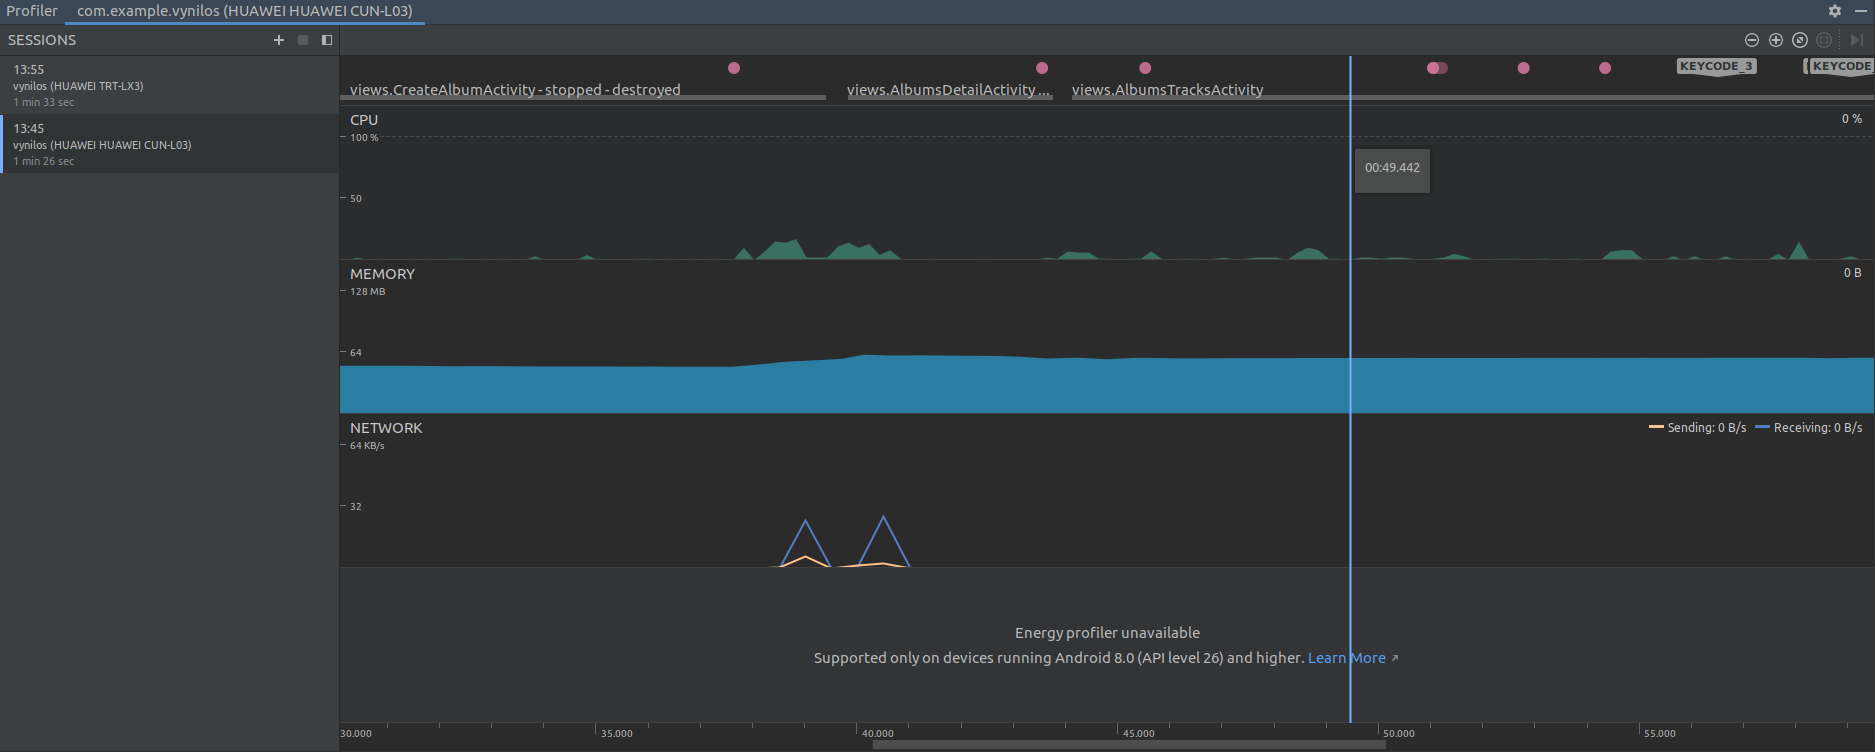 Profiler com.example.vynilos (HUAWEI HUAWEI CUN-L03)
SESSIONS
13:55
vynilos (HUAWEI TRT-LX3)
1 min 33 sec
13:45
vynilos (HUAWEI HUAWEI CUN-L03)
1 min 26 sec
KEYCODE_3 KEYCODE_
views.CreateAlbumActivity - stopped - destroyed views.AlbumsDetailActivity ... views.AlbumsTracksActivity
CPU 0 %
100 %
00:49.442
50
MEMORY 0 B
128 MB
64
NETWORK Sending: 0 B/s Receiving: 0 B/s
64 KB/s
32
Energy profiler unavailable
Supported only on devices running Android 8.0 (API level 26) and higher. Learn More ↗
30.000 35.000 40.000 45.000 50.000 55.000